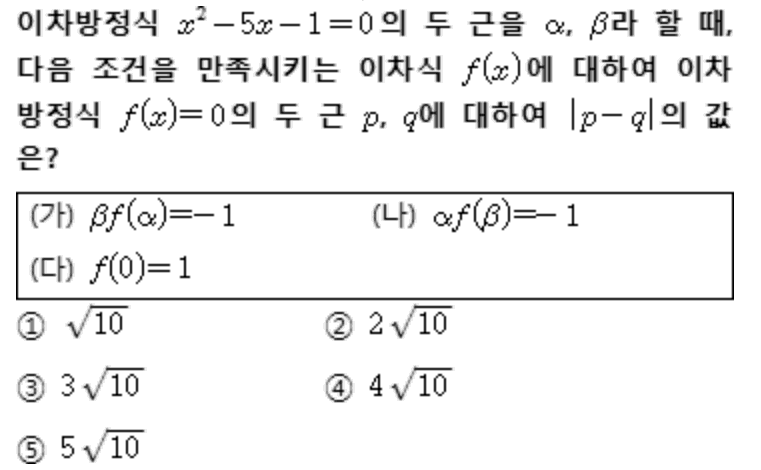 이차방정식 x²−5x−1=0의 두 근을 α, β라 할 때,
다음 조건을 만족시키는 이차식 f(x)에 대하여 이차
방정식 f(x)=0의 두 근 p, q에 대하여 |p−q|의 값
은?
(가) βf(α)=−1 (나) αf(β)=−1
(다) f(0)=1
① √10 ② 2√10
③ 3√10 ④ 4√10
⑤ 5√10